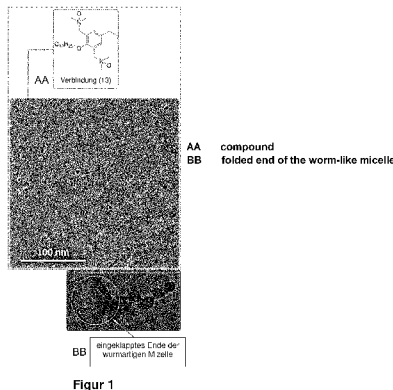 AA
Verbindung (13)
AA compound
BB folded end of the worm-like micelle
100 nm
BB
eingeklapptes Ende der
wurmartigen Mizelle
Figur 1